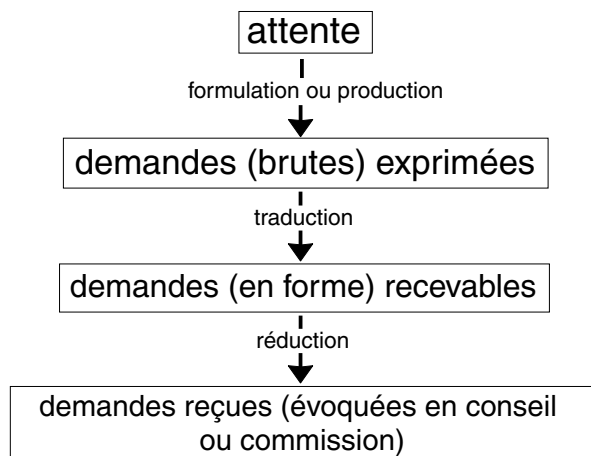 attente
formulation ou production
demandes (brutes) exprimées
traduction
demandes (en forme) recevables
réduction
demandes reçues (évoquées en conseil
ou commission)